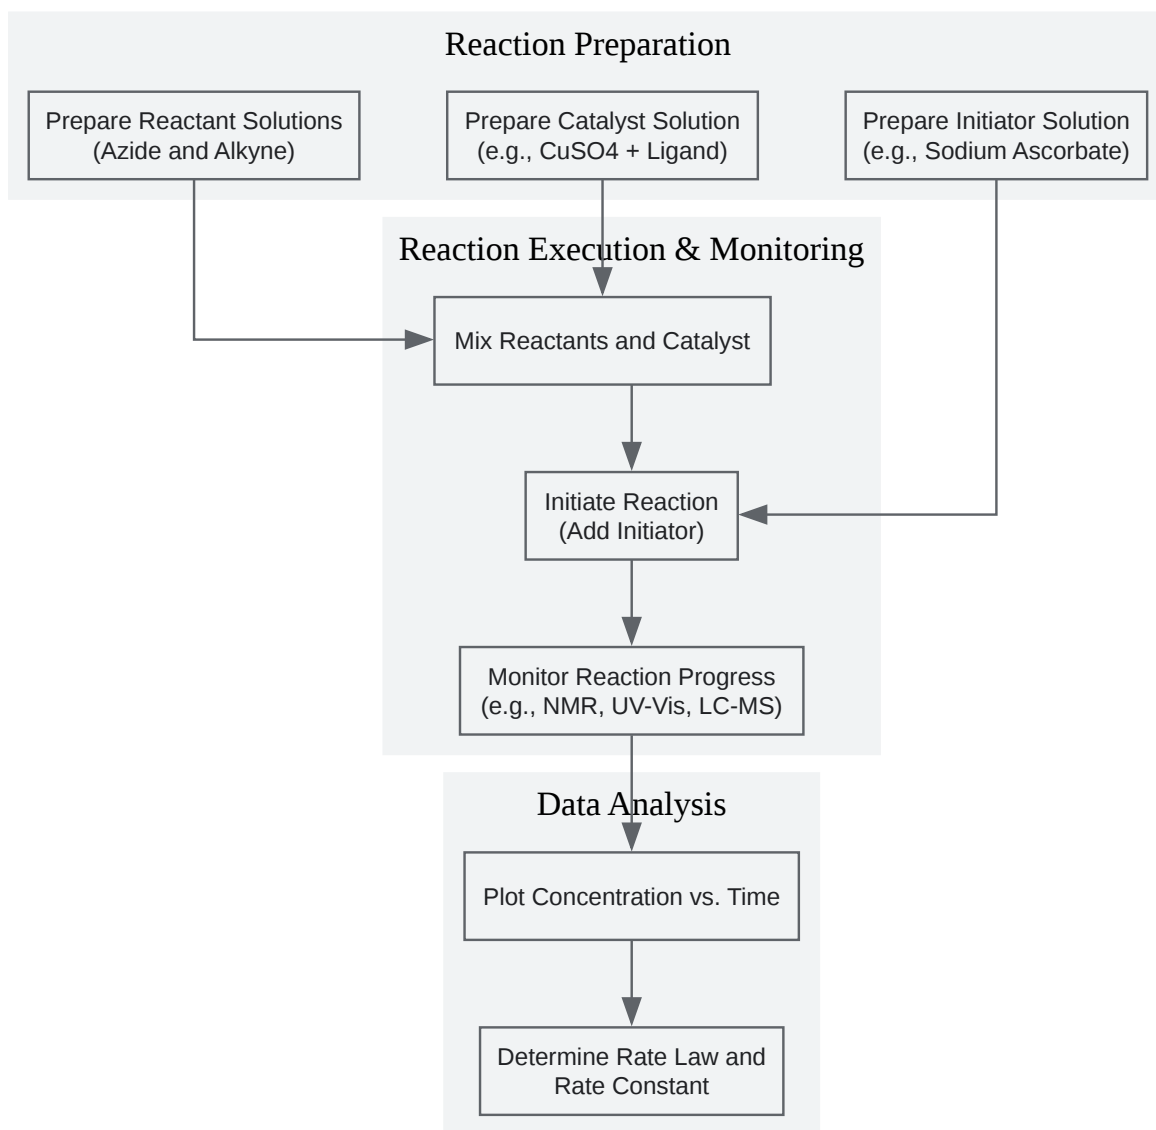 Reaction Preparation
Prepare Reactant Solutions
(Azide and Alkyne)
Prepare Catalyst Solution
(e.g., CuSO4 + Ligand)
Prepare Initiator Solution
(e.g., Sodium Ascorbate)
Reaction Execution & Monitoring
Mix Reactants and Catalyst
Initiate Reaction
(Add Initiator)
Monitor Reaction Progress
(e.g., NMR, UV-Vis, LC-MS)
Data Analysis
Plot Concentration vs. Time
Determine Rate Law and
Rate Constant